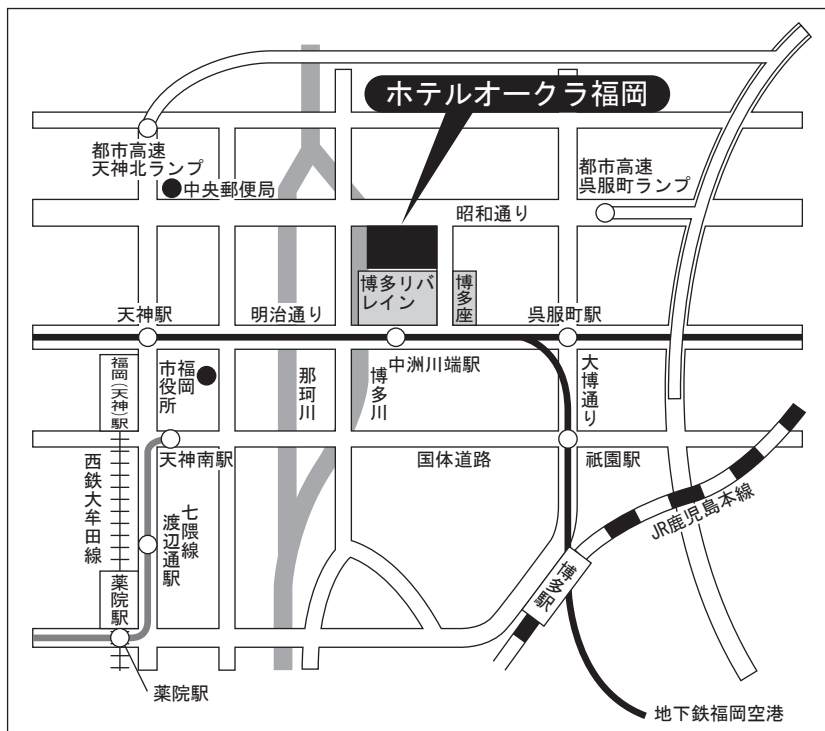 ホテルオークラ福岡
都市高速
天神北ランプ
中央郵便局
都市高速
呉服町ランプ
昭和通り
博多リバ
レイン
博多座
天神駅
明治通り
呉服町駅
中洲川端駅
福岡(天神)駅
福岡
市役所
那珂川
博多川
大博通り
天神南駅
国体道路
祇園駅
西鉄大牟田線
七隈線
渡辺通駅
JR鹿児島本線
博多駅
薬院駅
薬院駅
地下鉄福岡空港